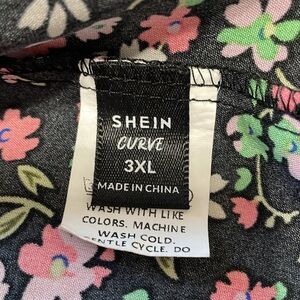 SHEIN
CURVE
3XL
MADE IN CHINA
WASH WITH LIKE
COLORS. MACHINE
WASH COLD.
GENTLE CYCLE. DO